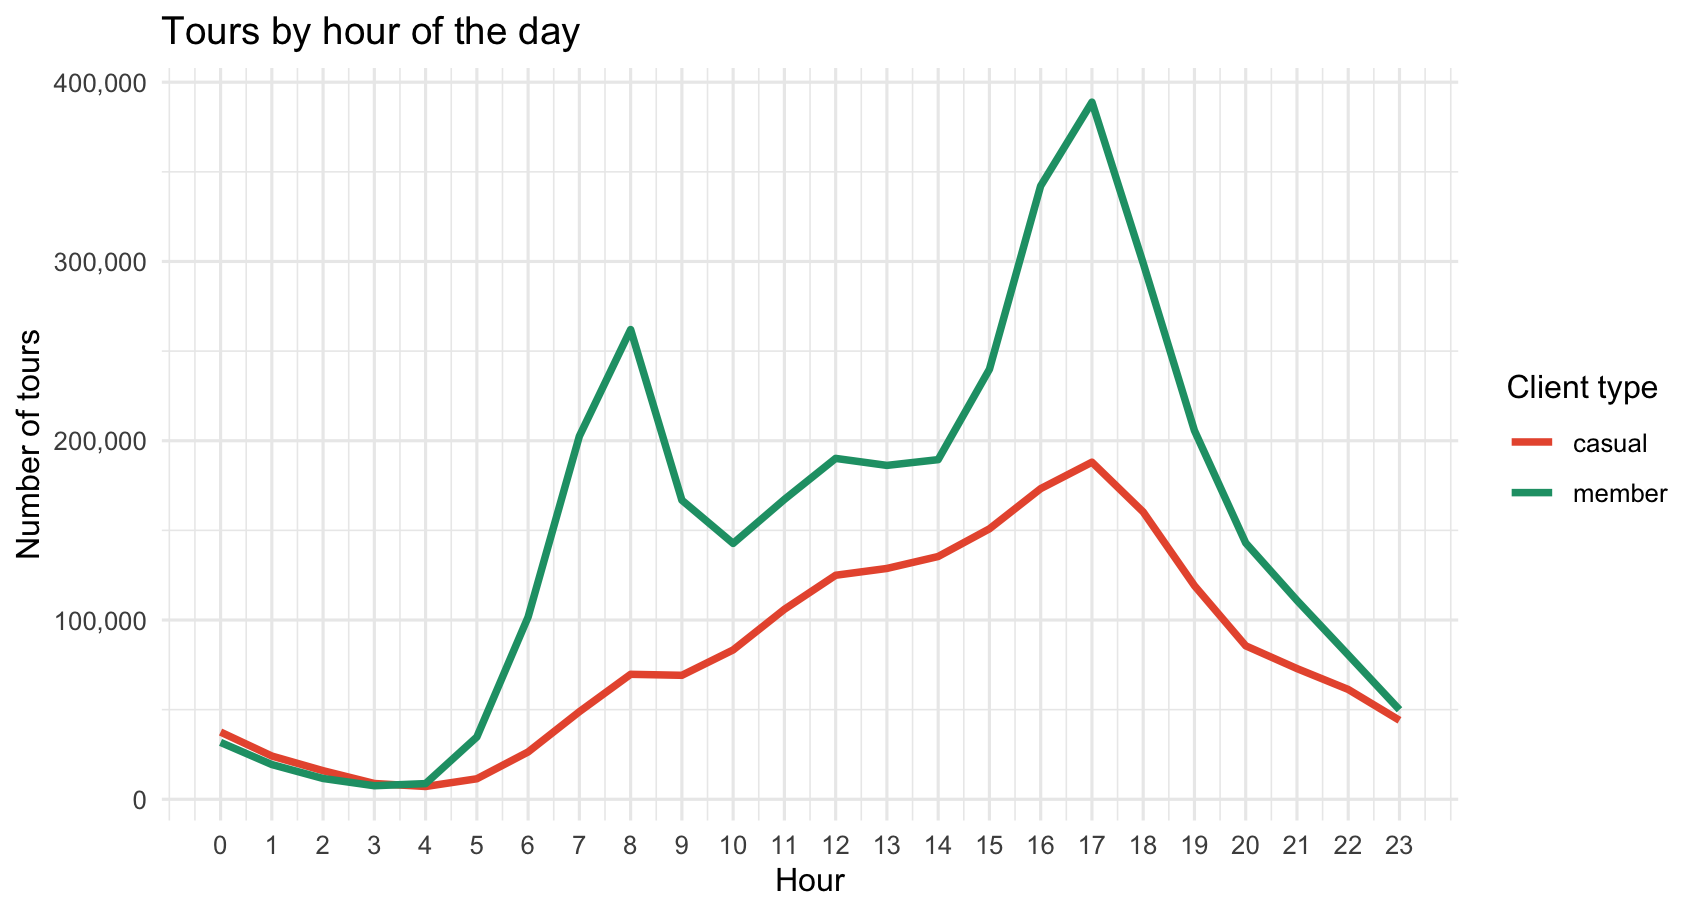 Tours by hour of the day
400,000
300,000
200,000
100,000
0
Number of tours
0 1 2 3 4 5 6 7 8 9 10 11 12 13 14 15 16 17 18 19 20 21 22 23
Hour
Client type
casual
member